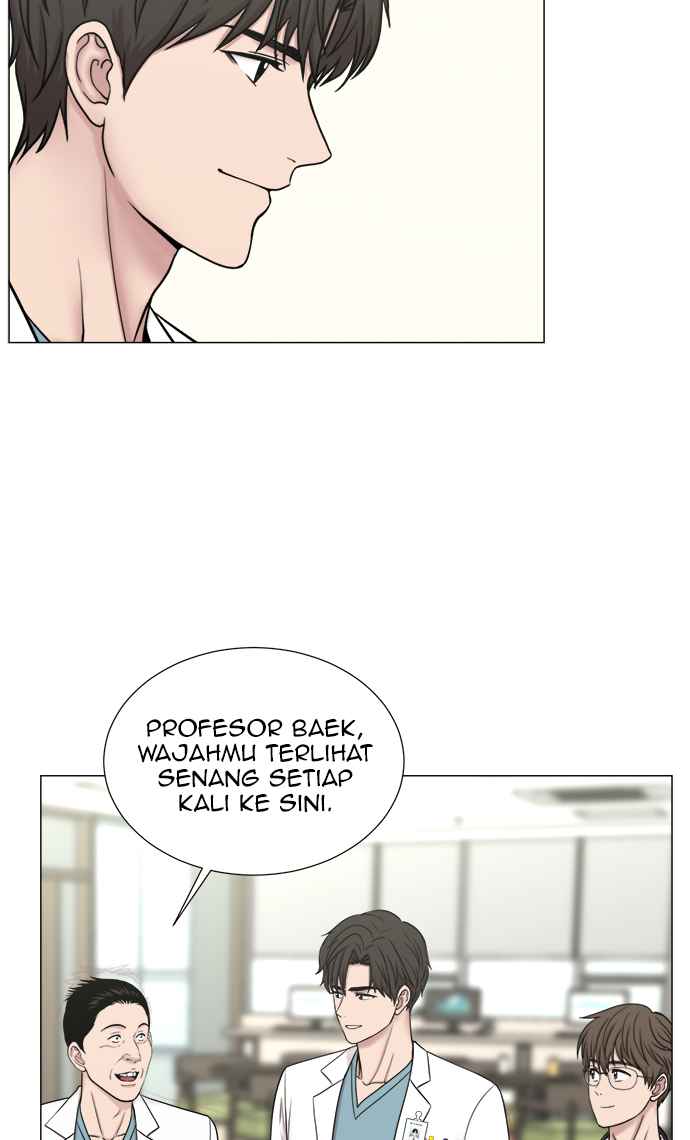 PROFESOR BAEK,
WAJAHMU TERLIHAT
SENANG SETIAP
KALI KE SINI.